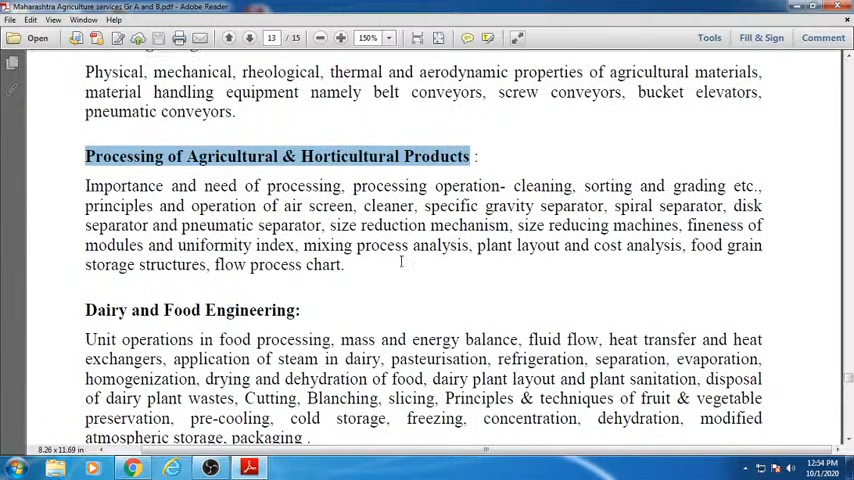 Maharashtra Agriculture services Gr A and B.pdf - Adobe Reader
File Edit View Window Help
Open 13 / 15 150% Tools Fill & Sign Comment
Physical, mechanical, rheological, thermal and aerodynamic properties of agricultural materials,
material handling equipment namely belt conveyors, screw conveyors, bucket elevators,
pneumatic conveyors.
Processing of Agricultural & Horticultural Products :
Importance and need of processing, processing operation- cleaning, sorting and grading etc.,
principles and operation of air screen, cleaner, specific gravity separator, spiral separator, disk
separator and pneumatic separator, size reduction mechanism, size reducing machines, fineness of
modules and uniformity index, mixing process analysis, plant layout and cost analysis, food grain
storage structures, flow process chart.
Dairy and Food Engineering:
Unit operations in food processing, mass and energy balance, fluid flow, heat transfer and heat
exchangers, application of steam in dairy, pasteurisation, refrigeration, separation, evaporation,
homogenization, drying and dehydration of food, dairy plant layout and plant sanitation, disposal
of dairy plant wastes, Cutting, Blanching, slicing, Principles & techniques of fruit & vegetable
preservation, pre-cooling, cold storage, freezing, concentration, dehydration, modified
atmospheric storage, packaging .
8.26 x 11.69 in
12:54 PM
10/1/2020